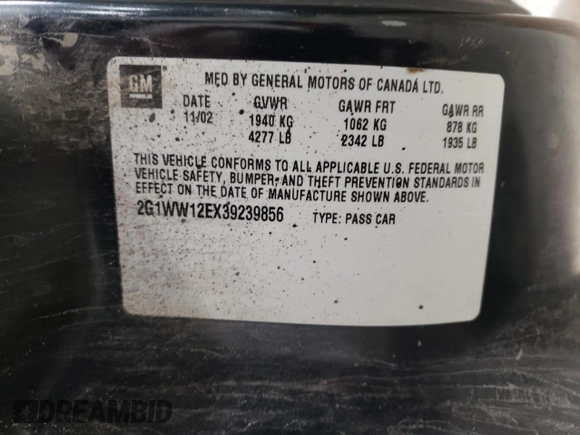 GM
MFD BY GENERAL MOTORS OF CANADA LTD.
DATE GVWR GAWR FRT GAWR RR
11/02 1940 KG 1062 KG 878 KG
4277 LB 2342 LB 1935 LB
THIS VEHICLE CONFORMS TO ALL APPLICABLE U.S. FEDERAL MOTOR
VEHICLE SAFETY, BUMPER, AND THEFT PREVENTION STANDARDS IN
EFFECT ON THE DATE OF MANUFACTURE SHOWN ABOVE.
2G1WW12EX39239856 TYPE: PASS CAR
DREAMBID